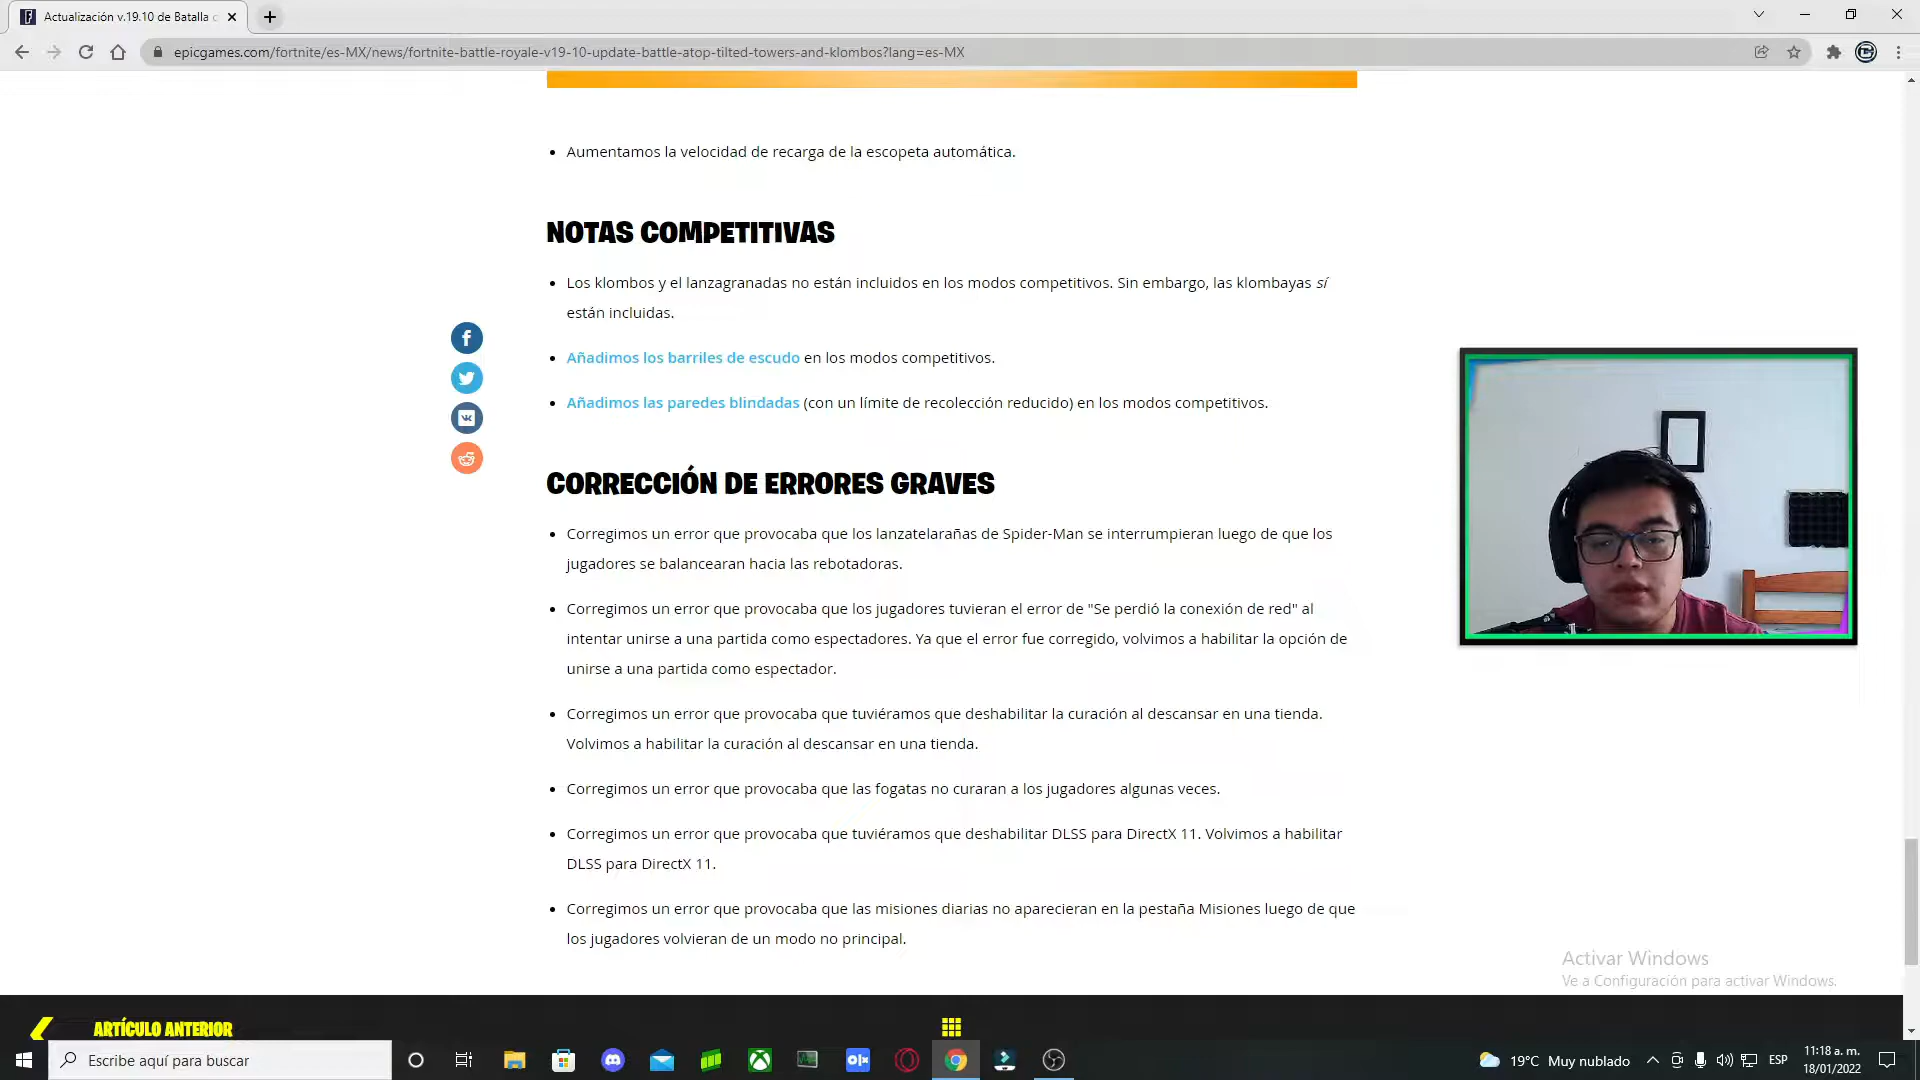 Actualización v.19.10 de Batalla
epicgames.com/fortnite/es-MX/news/fortnite-battle-royale-v19-10-update-battle-atop-tilted-towers-and-klombos?lang=es-MX
• Aumentamos la velocidad de recarga de la escopeta automática.
NOTAS COMPETITIVAS
• Los klombos y el lanzagranadas no están incluidos en los modos competitivos. Sin embargo, las klombayas sí
están incluidas.
• Añadimos los barriles de escudo en los modos competitivos.
• Añadimos las paredes blindadas (con un límite de recolección reducido) en los modos competitivos.
CORRECCIÓN DE ERRORES GRAVES
• Corregimos un error que provocaba que los lanzatelarañas de Spider-Man se interrumpieran luego de que los
jugadores se balancearan hacia las rebotadoras.
• Corregimos un error que provocaba que los jugadores tuvieran el error de "Se perdió la conexión de red" al
intentar unirse a una partida como espectadores. Ya que el error fue corregido, volvimos a habilitar la opción de
unirse a una partida como espectador.
• Corregimos un error que provocaba que tuviéramos que deshabilitar la curación al descansar en una tienda.
Volvimos a habilitar la curación al descansar en una tienda.
• Corregimos un error que provocaba que las fogatas no curaran a los jugadores algunas veces.
• Corregimos un error que provocaba que tuviéramos que deshabilitar DLSS para DirectX 11. Volvimos a habilitar
DLSS para DirectX 11.
• Corregimos un error que provocaba que las misiones diarias no aparecieran en la pestaña Misiones luego de que
los jugadores volvieran de un modo no principal.
Activar Windows
Ve a Configuración para activar Windows.
ARTÍCULO ANTERIOR
Escribe aquí para buscar
olx
19°C Muy nublado
ESP
11:18 a. m.
18/01/2022